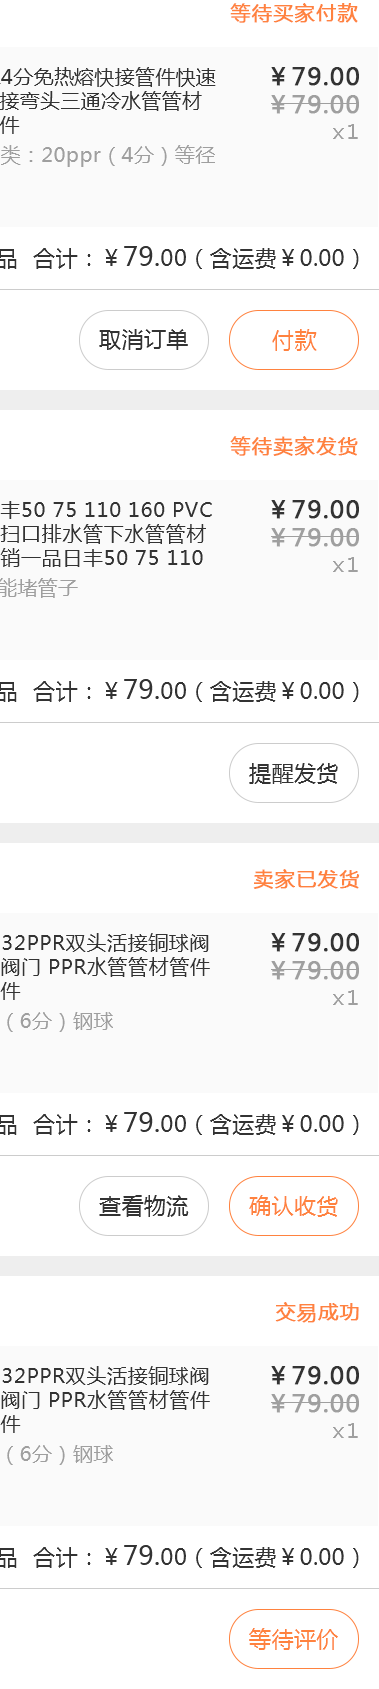 等待买家付款
4分免热熔快接管件快速 ¥79.00
接弯头三通冷水管管材 ¥79.00
件 x1
类：20ppr（4分）等径
品 合计：¥79.00（含运费¥0.00）
取消订单 付款
等待卖家发货
丰50 75 110 160 PVC ¥79.00
扫口排水管下水管管材 ¥79.00
销一品日丰50 75 110 x1
能堵管子
品 合计：¥79.00（含运费¥0.00）
提醒发货
卖家已发货
32PPR双头活接铜球阀 ¥79.00
阀门 PPR水管管材管件 ¥79.00
件 x1
（6分）钢球
品 合计：¥79.00（含运费¥0.00）
查看物流 确认收货
交易成功
32PPR双头活接铜球阀 ¥79.00
阀门 PPR水管管材管件 ¥79.00
件 x1
（6分）钢球
品 合计：¥79.00（含运费¥0.00）
等待评价